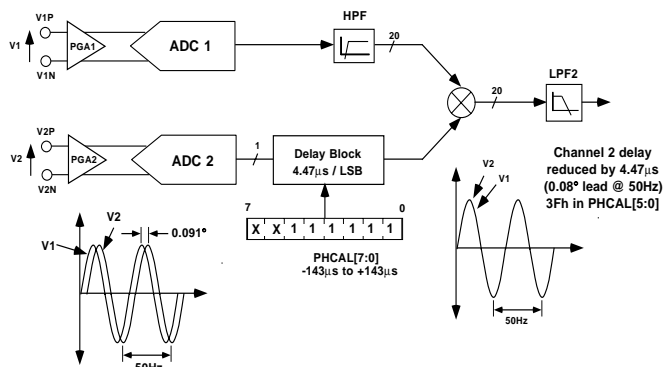 HPF
V1P
V1
V1N
PGA1
ADC 1
20
LPF2
20
V2P
V2
V2N
PGA2
ADC 2
1
Delay Block
4.47µs / LSB
Channel 2 delay
reduced by 4.47µs
(0.08° lead @ 50Hz)
3Fh in PHCAL[5:0]
V2
V1
7
0
X X 1 1 1 1 1 1
V2
V1
0.091°
PHCAL[7:0]
-143µs to +143µs
50Hz
50Hz